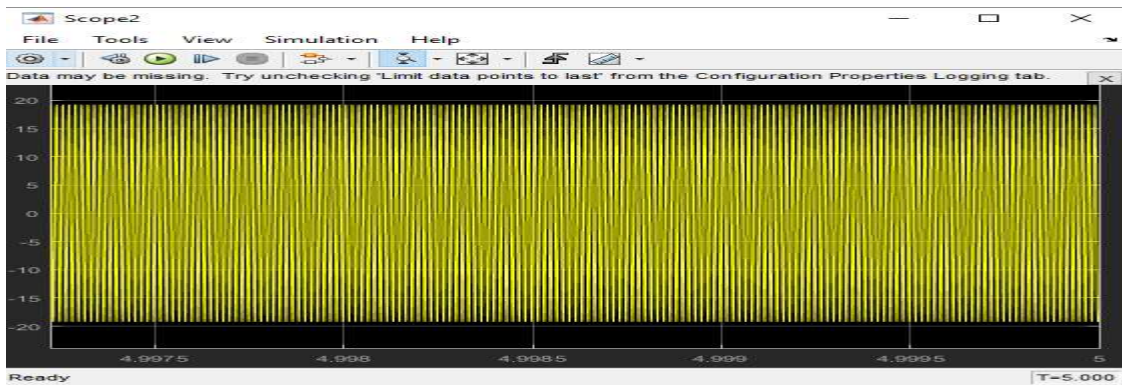 Scope2
File Tools View Simulation Help
Data may be missing. Try unchecking 'Limit data points to last' from the Configuration Properties Logging tab.
20
15
10
5
0
-5
-10
-15
-20
4.9975 4.998 4.9985 4.999 4.9995 5
Ready T=5.000